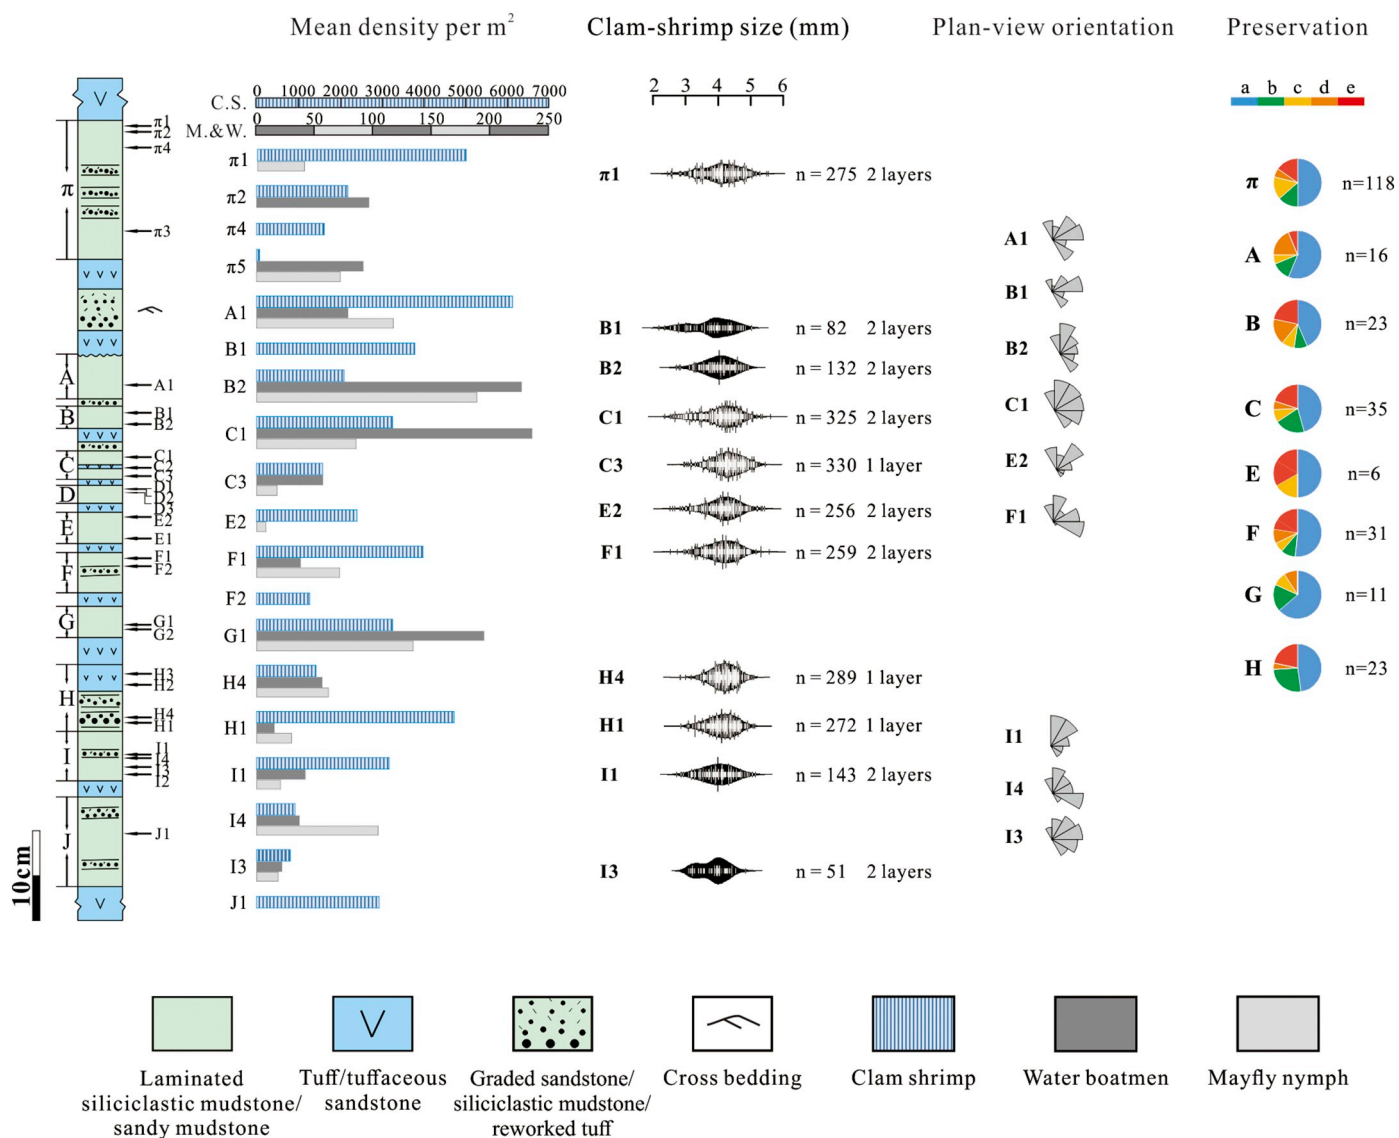 Mean density per m²
Clam-shrimp size (mm)
Plan-view orientation
Preservation
C.S.
0 1000 2000 3000 4000 5000 6000 7000
M.&W.
0 50 100 150 200 250
2 3 4 5 6
a b c d e
π
A
B
C
D
E
F
G
H
I
J
10cm
π1
π2
π4
π3
A1
B1
B2
C1
C2
C3
D1
D2
D3
E2
E1
F1
F2
G1
G2
H3
H2
H4
H1
I1
I4
I3
I2
J1
π1
π2
π4
π5
A1
B1
B2
C1
C3
E2
F1
F2
G1
H4
H1
I1
I4
I3
J1
π1 n = 275 2 layers
B1 n = 82 2 layers
B2 n = 132 2 layers
C1 n = 325 2 layers
C3 n = 330 1 layer
E2 n = 256 2 layers
F1 n = 259 2 layers
H4 n = 289 1 layer
H1 n = 272 1 layer
I1 n = 143 2 layers
I3 n = 51 2 layers
A1
B1
B2
C1
E2
F1
I1
I4
I3
π n=118
A n=16
B n=23
C n=35
E n=6
F n=31
G n=11
H n=23
Laminated
siliciclastic mudstone/
sandy mudstone
Tuff/tuffaceous
sandstone
Graded sandstone/
siliciclastic mudstone/
reworked tuff
Cross bedding
Clam shrimp
Water boatmen
Mayfly nymph